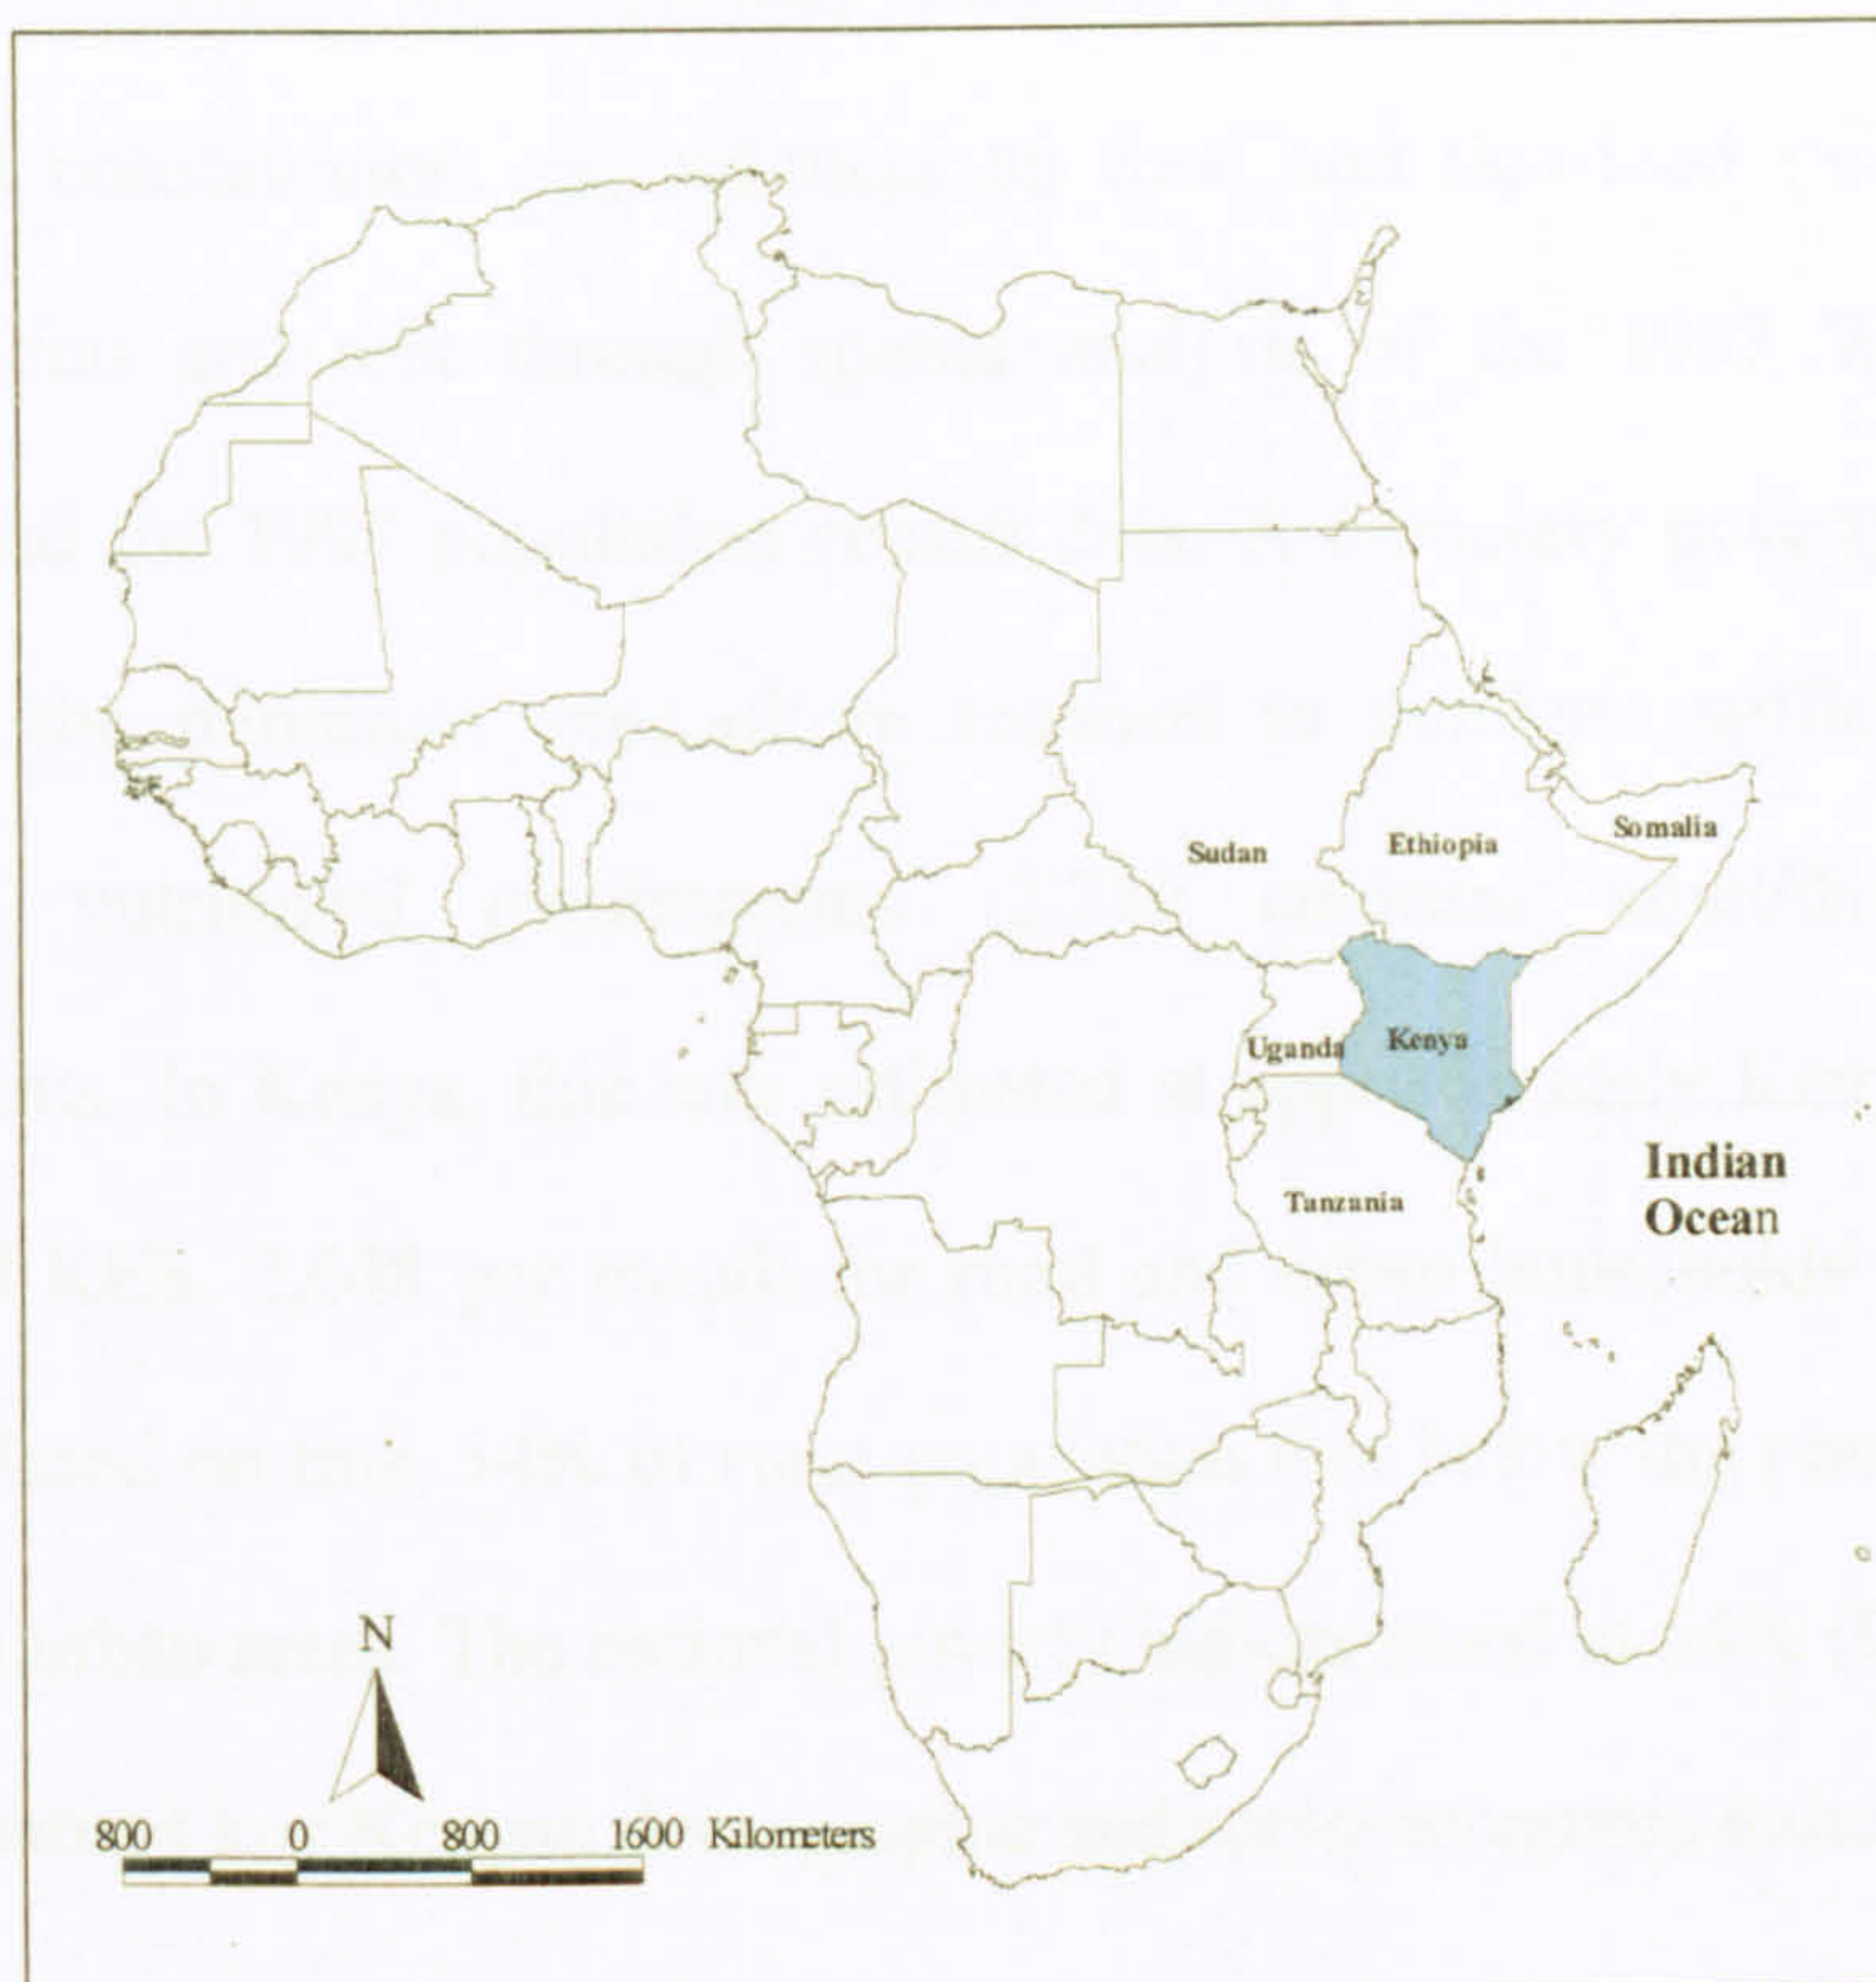 Somalia
Ethiopia
Sudan
Kenya
Uganda
Indian
Ocean
Tanzania
N
800 0 800 1600 Kilometers